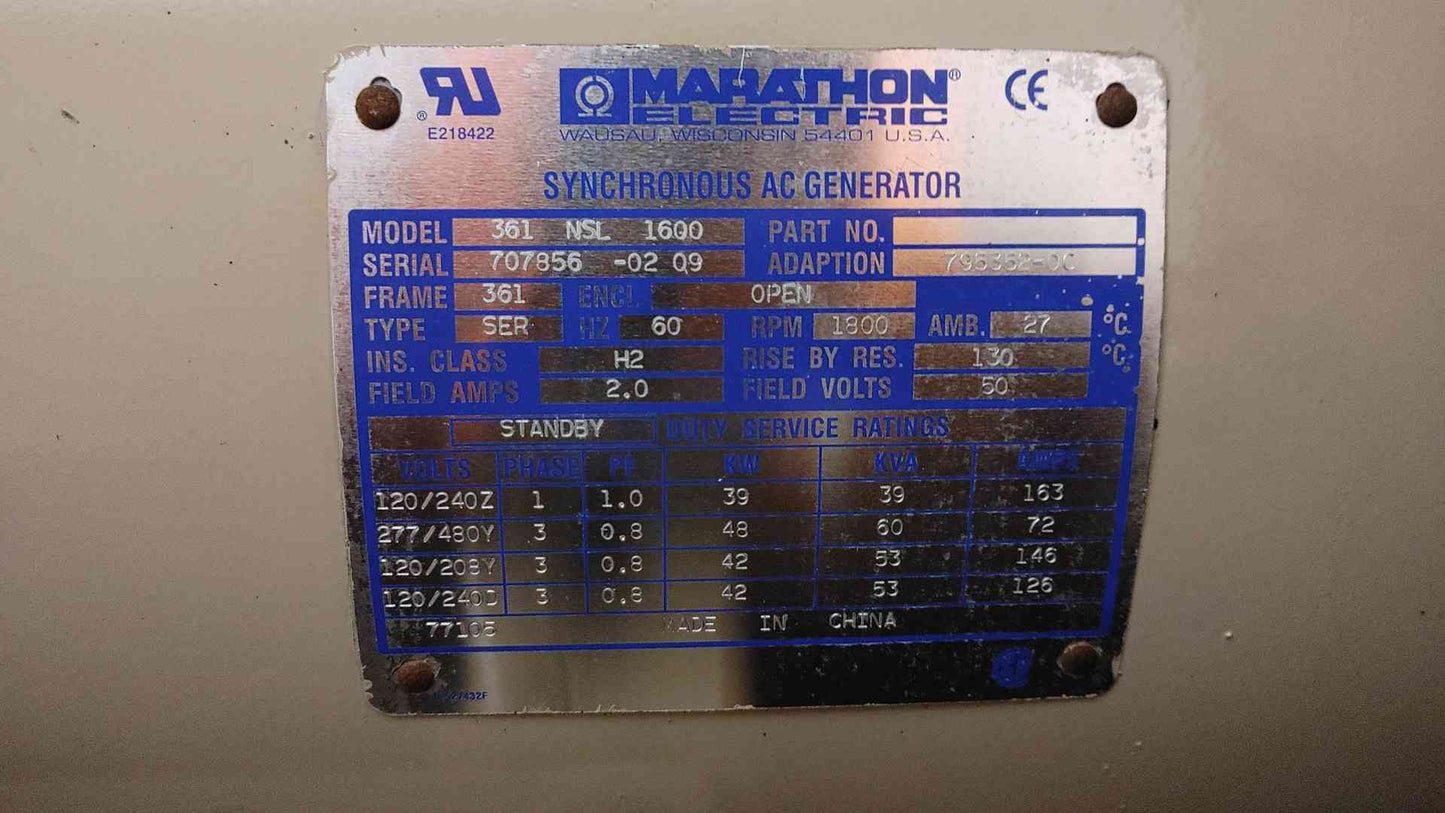 RU ® MARATHON® CE
ELECTRIC
E218422 WAUSAU, WISCONSIN 54401 U.S.A.
SYNCHRONOUS AC GENERATOR
MODEL 361 NSL 1600 PART NO.
SERIAL 707856 -02 09 ADAPTION 795352-0C
FRAME 361 ENCL OPEN
TYPE SER HZ 60 RPM 1800 AMB. 27 °C.
INS. CLASS H2 RISE BY RES. 130 °C.
FIELD AMPS 2.0 FIELD VOLTS 50
STANDBY DUTY SERVICE RATINGS
VOLTS PHASE PF KW KVA AMPS
120/240Z 1 1.0 39 39 163
277/480Y 3 0.8 48 60 72
120/208Y 3 0.8 42 53 146
120/240D 3 0.8 42 53 126
77105 MADE IN CHINA